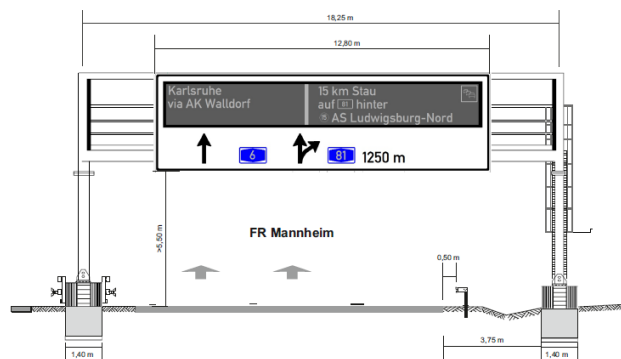 18,25 m
12,80 m
Karlsruhe
via AK Walldorf
15 km Stau
auf 81 hinter
AS Ludwigsburg-Nord
6
81 1250 m
>5,50 m
FR Mannheim
0,50 m
3,75 m
1,40 m
1,40 m